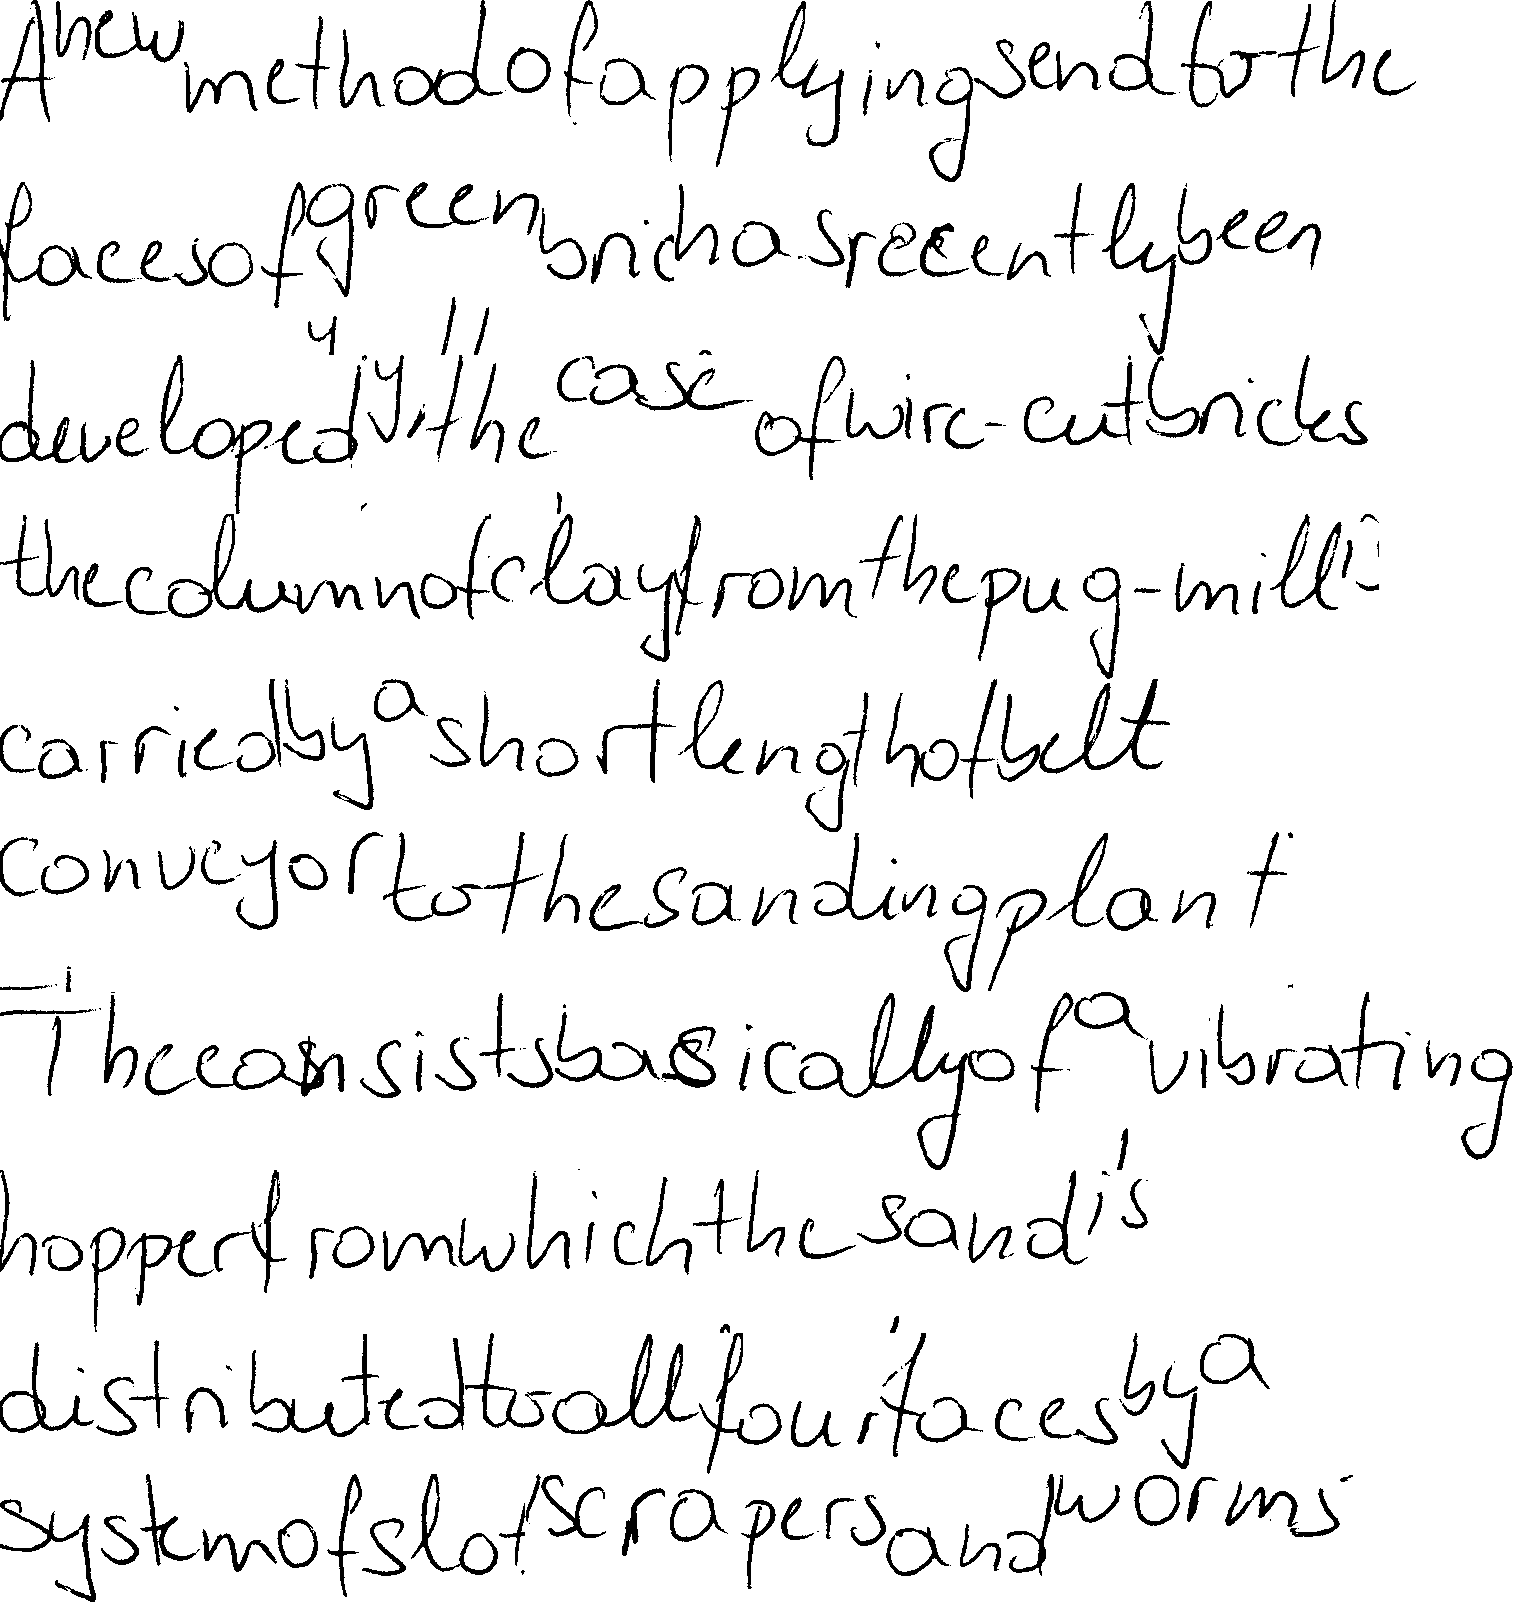 A new method of applying send to the
faces of green bric has recently been
developed y, the case of wire-cut bricks
the column of clay from the pug-mill
carried by a short length of belt
conveyor to the sanding plant
The consists basically of a vibrating
hopper from which the sand is
distributed to all four faces by a
system of slot scrapers and worms